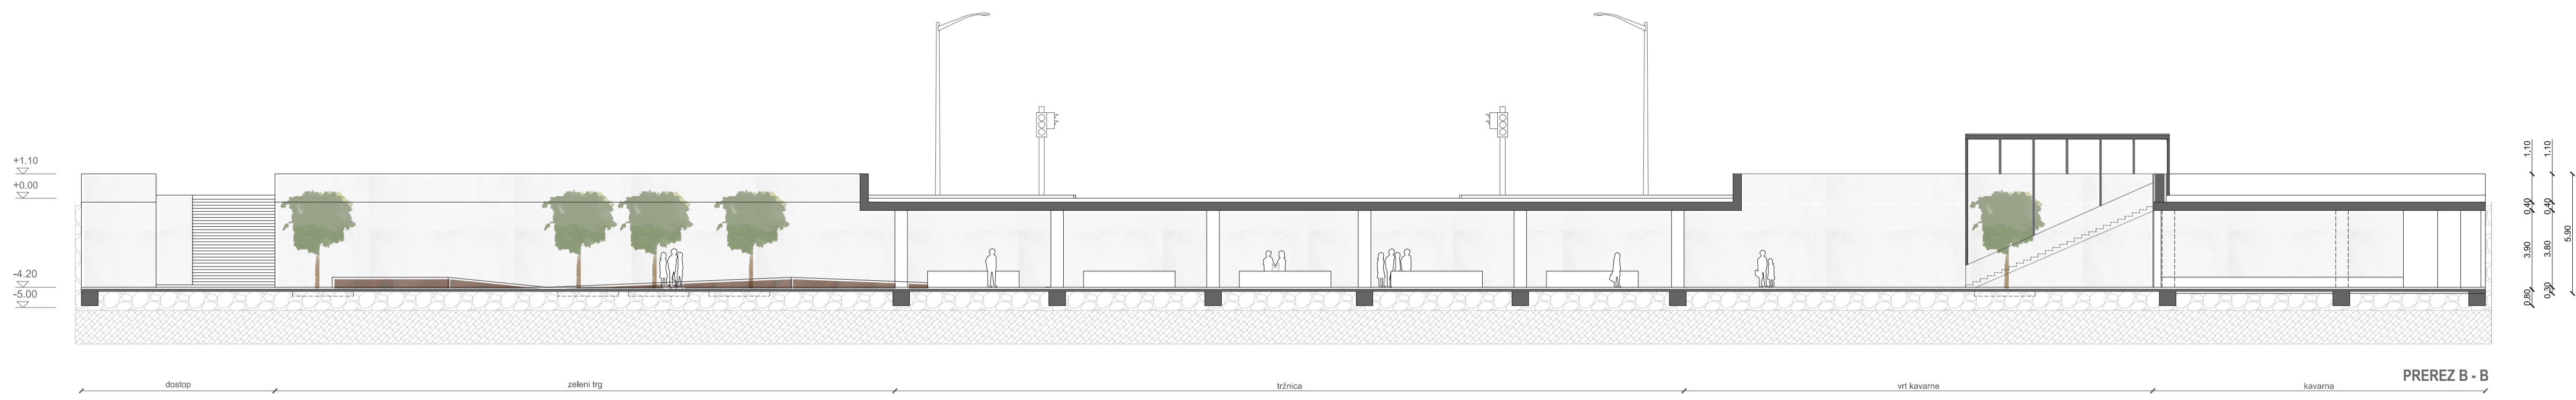 +1,10
+0,00
-4.20
-5.00
1,10
0,40
3,90
0,80
1,10
0,40
3,80
0,30
5,90
dostop
zeleni trg
tržnica
vrt kavarne
kavarna
PREREZ B - B